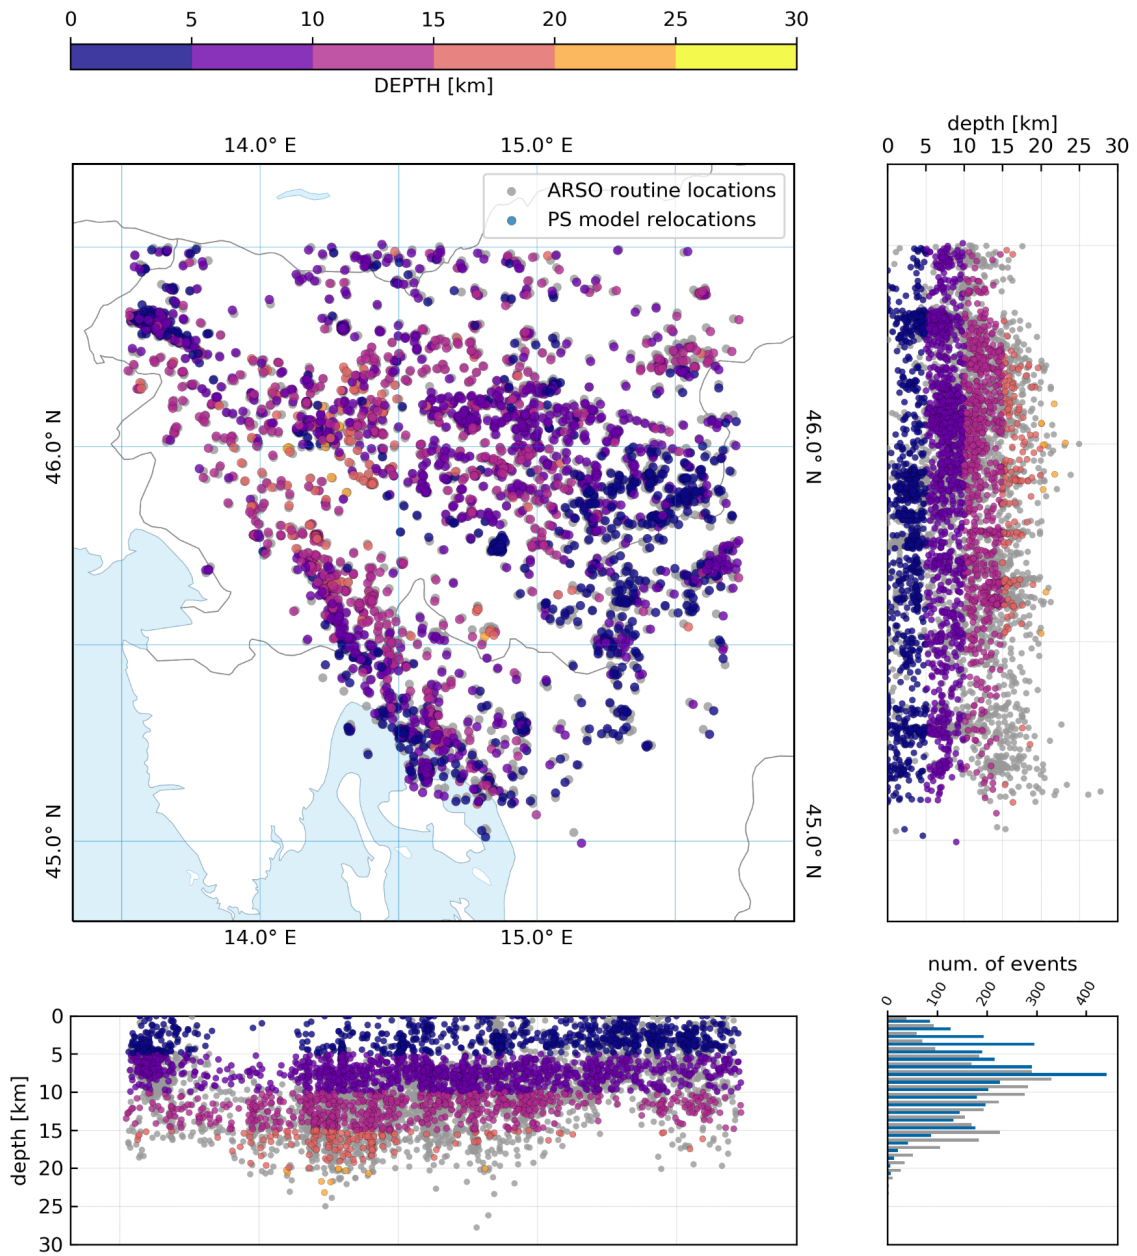 0 5 10 15 20 25 30
DEPTH [km]
14.0° E 15.0° E
ARSO routine locations
PS model relocations
46.0° N
45.0° N
46.0° N
45.0° N
14.0° E 15.0° E
depth [km]
0 5 10 15 20 25 30
0
5
10
15
20
25
30
depth [km]
num. of events
0 100 200 300 400